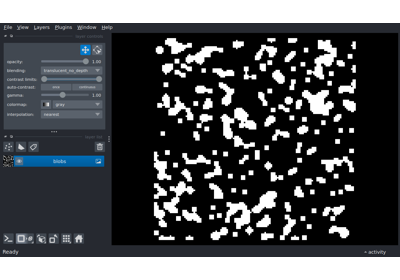 File View Layers Plugins Window Help
opacity: 1.00
blending: translucent_no_depth
contrast limits:
auto-contrast: once continuous
gamma: 1.00
colormap: gray
interpolation: nearest
blobs
Ready
activity